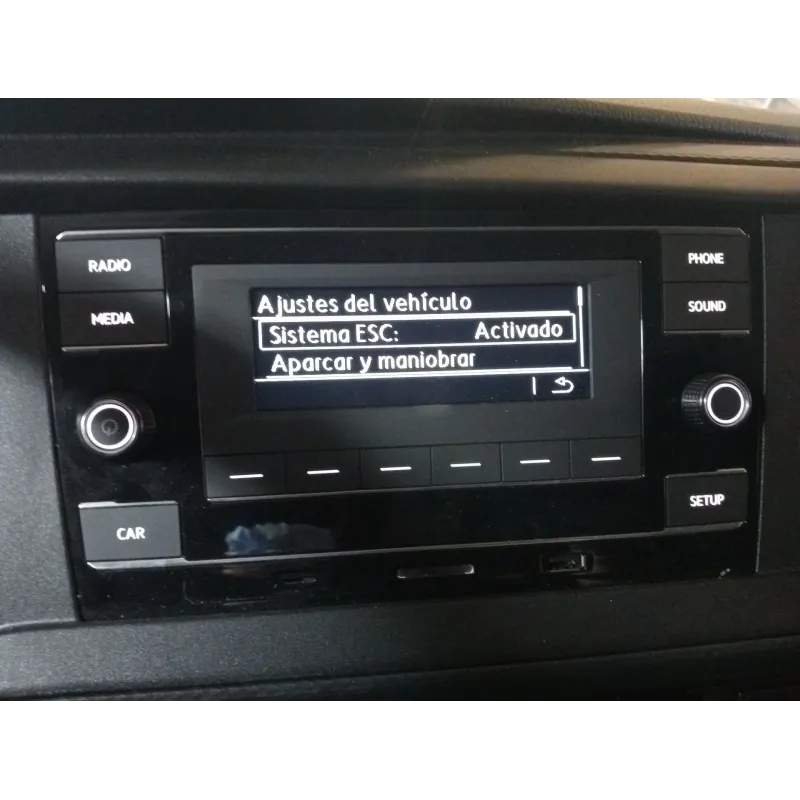 RADIO
PHONE
MEDIA
SOUND
Ajustes del vehículo
Sistema ESC: Activado
Aparcar y maniobrar
CAR
SETUP